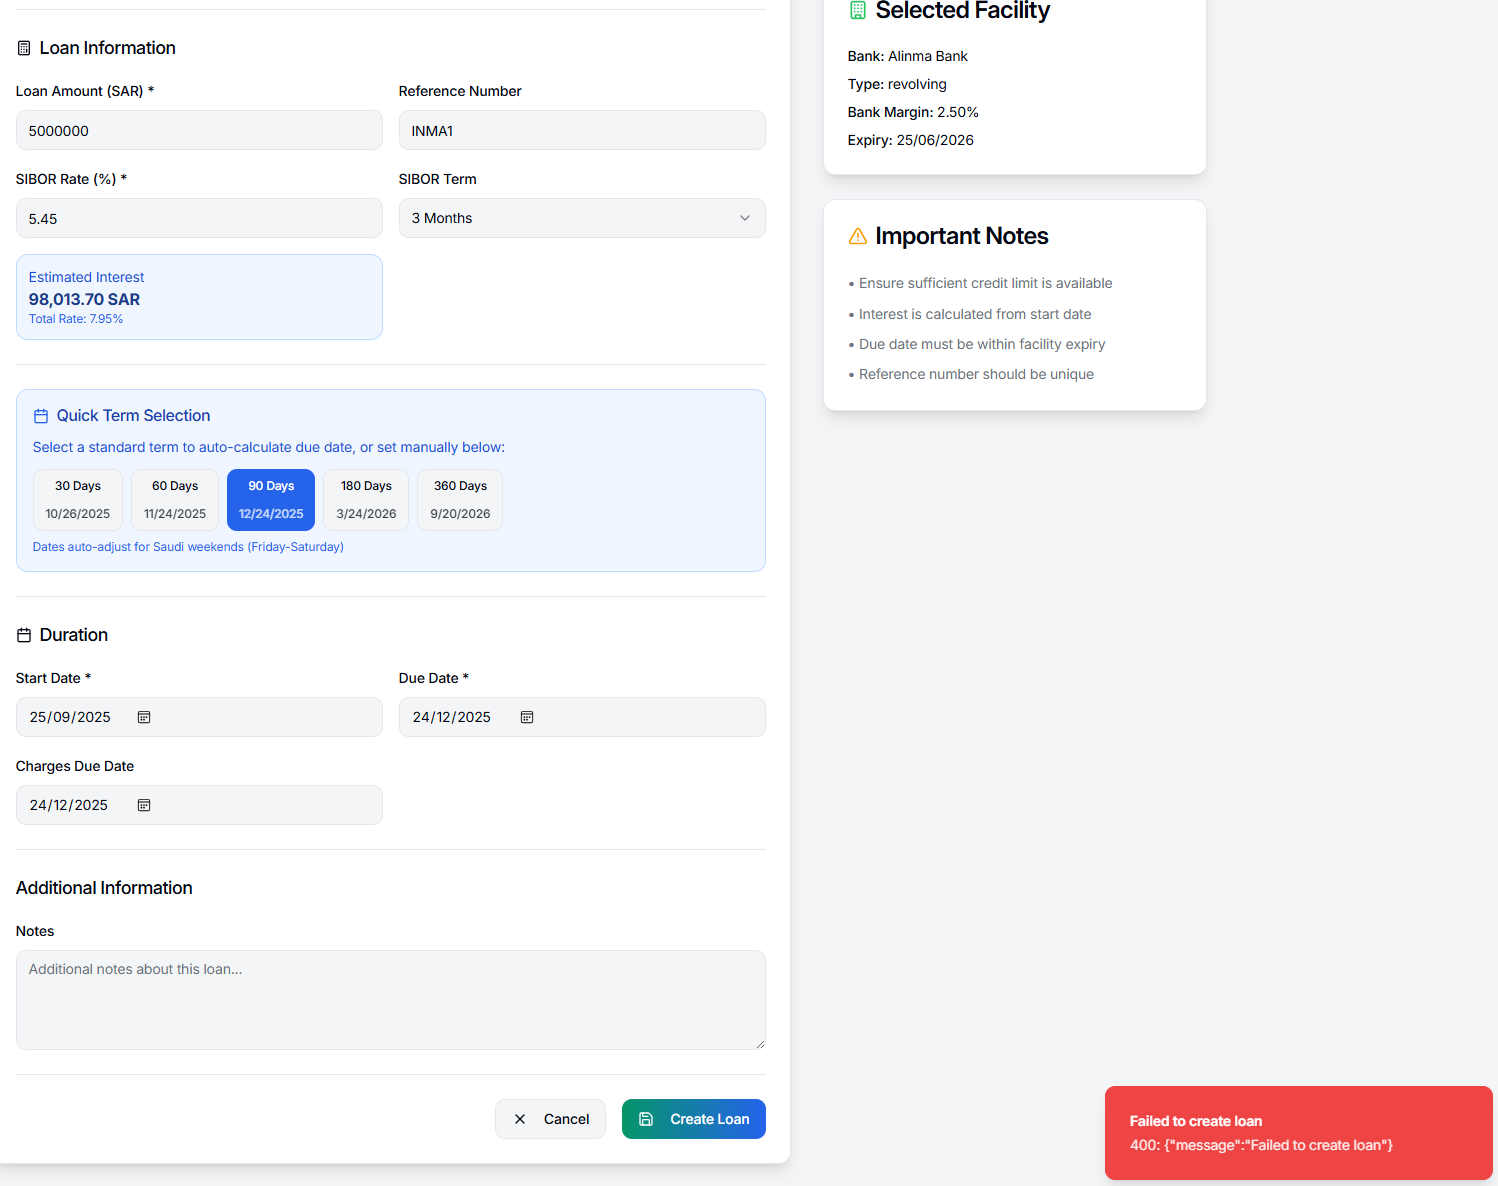 Loan Information
Loan Amount (SAR) *
Reference Number
5000000
INMA1
SIBOR Rate (%) *
SIBOR Term
5.45
3 Months
Estimated Interest
98,013.70 SAR
Total Rate: 7.95%
Quick Term Selection
Select a standard term to auto-calculate due date, or set manually below:
30 Days
10/26/2025
60 Days
11/24/2025
90 Days
12/24/2025
180 Days
3/24/2026
360 Days
9/20/2026
Dates auto-adjust for Saudi weekends (Friday-Saturday)
Duration
Start Date *
Due Date *
25/09/2025
24/12/2025
Charges Due Date
24/12/2025
Additional Information
Notes
Additional notes about this loan...
Cancel
Create Loan
Selected Facility
Bank: Alinma Bank
Type: revolving
Bank Margin: 2.50%
Expiry: 25/06/2026
Important Notes
• Ensure sufficient credit limit is available
• Interest is calculated from start date
• Due date must be within facility expiry
• Reference number should be unique
Failed to create loan
400: {"message":"Failed to create loan"}